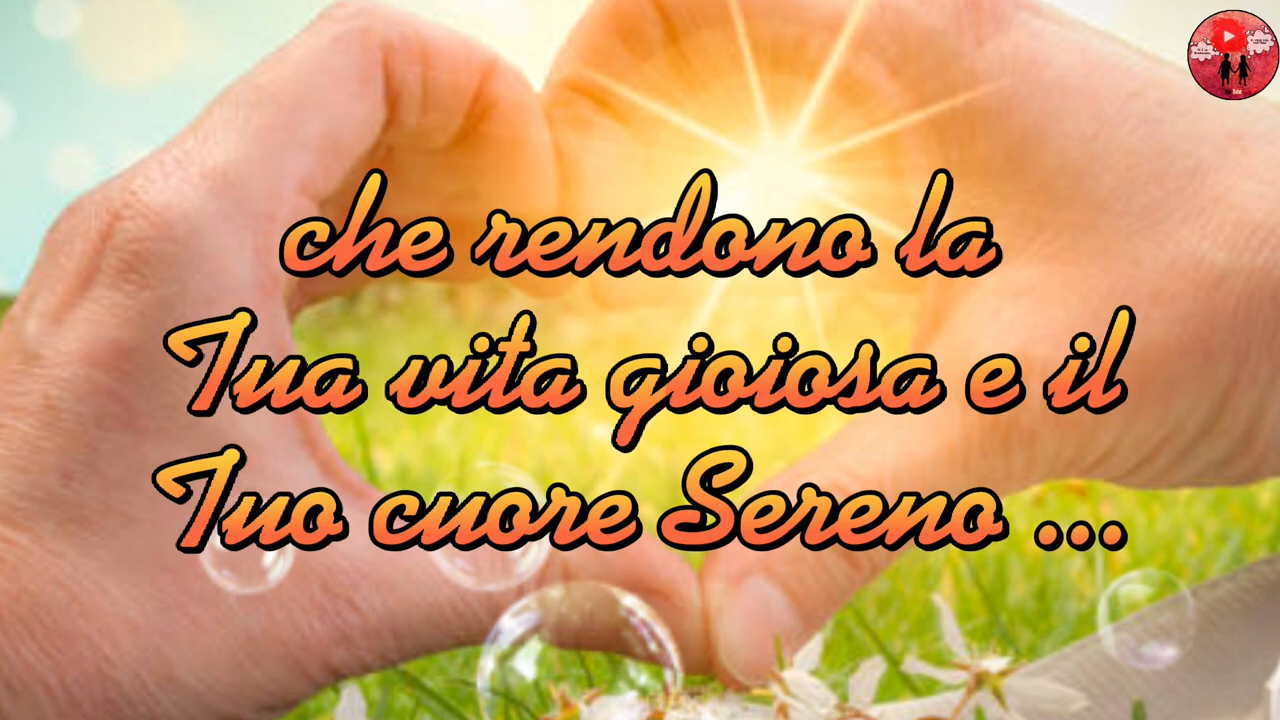 che rendono la
Tua vita gioiosa e il
Tuo cuore Sereno ...